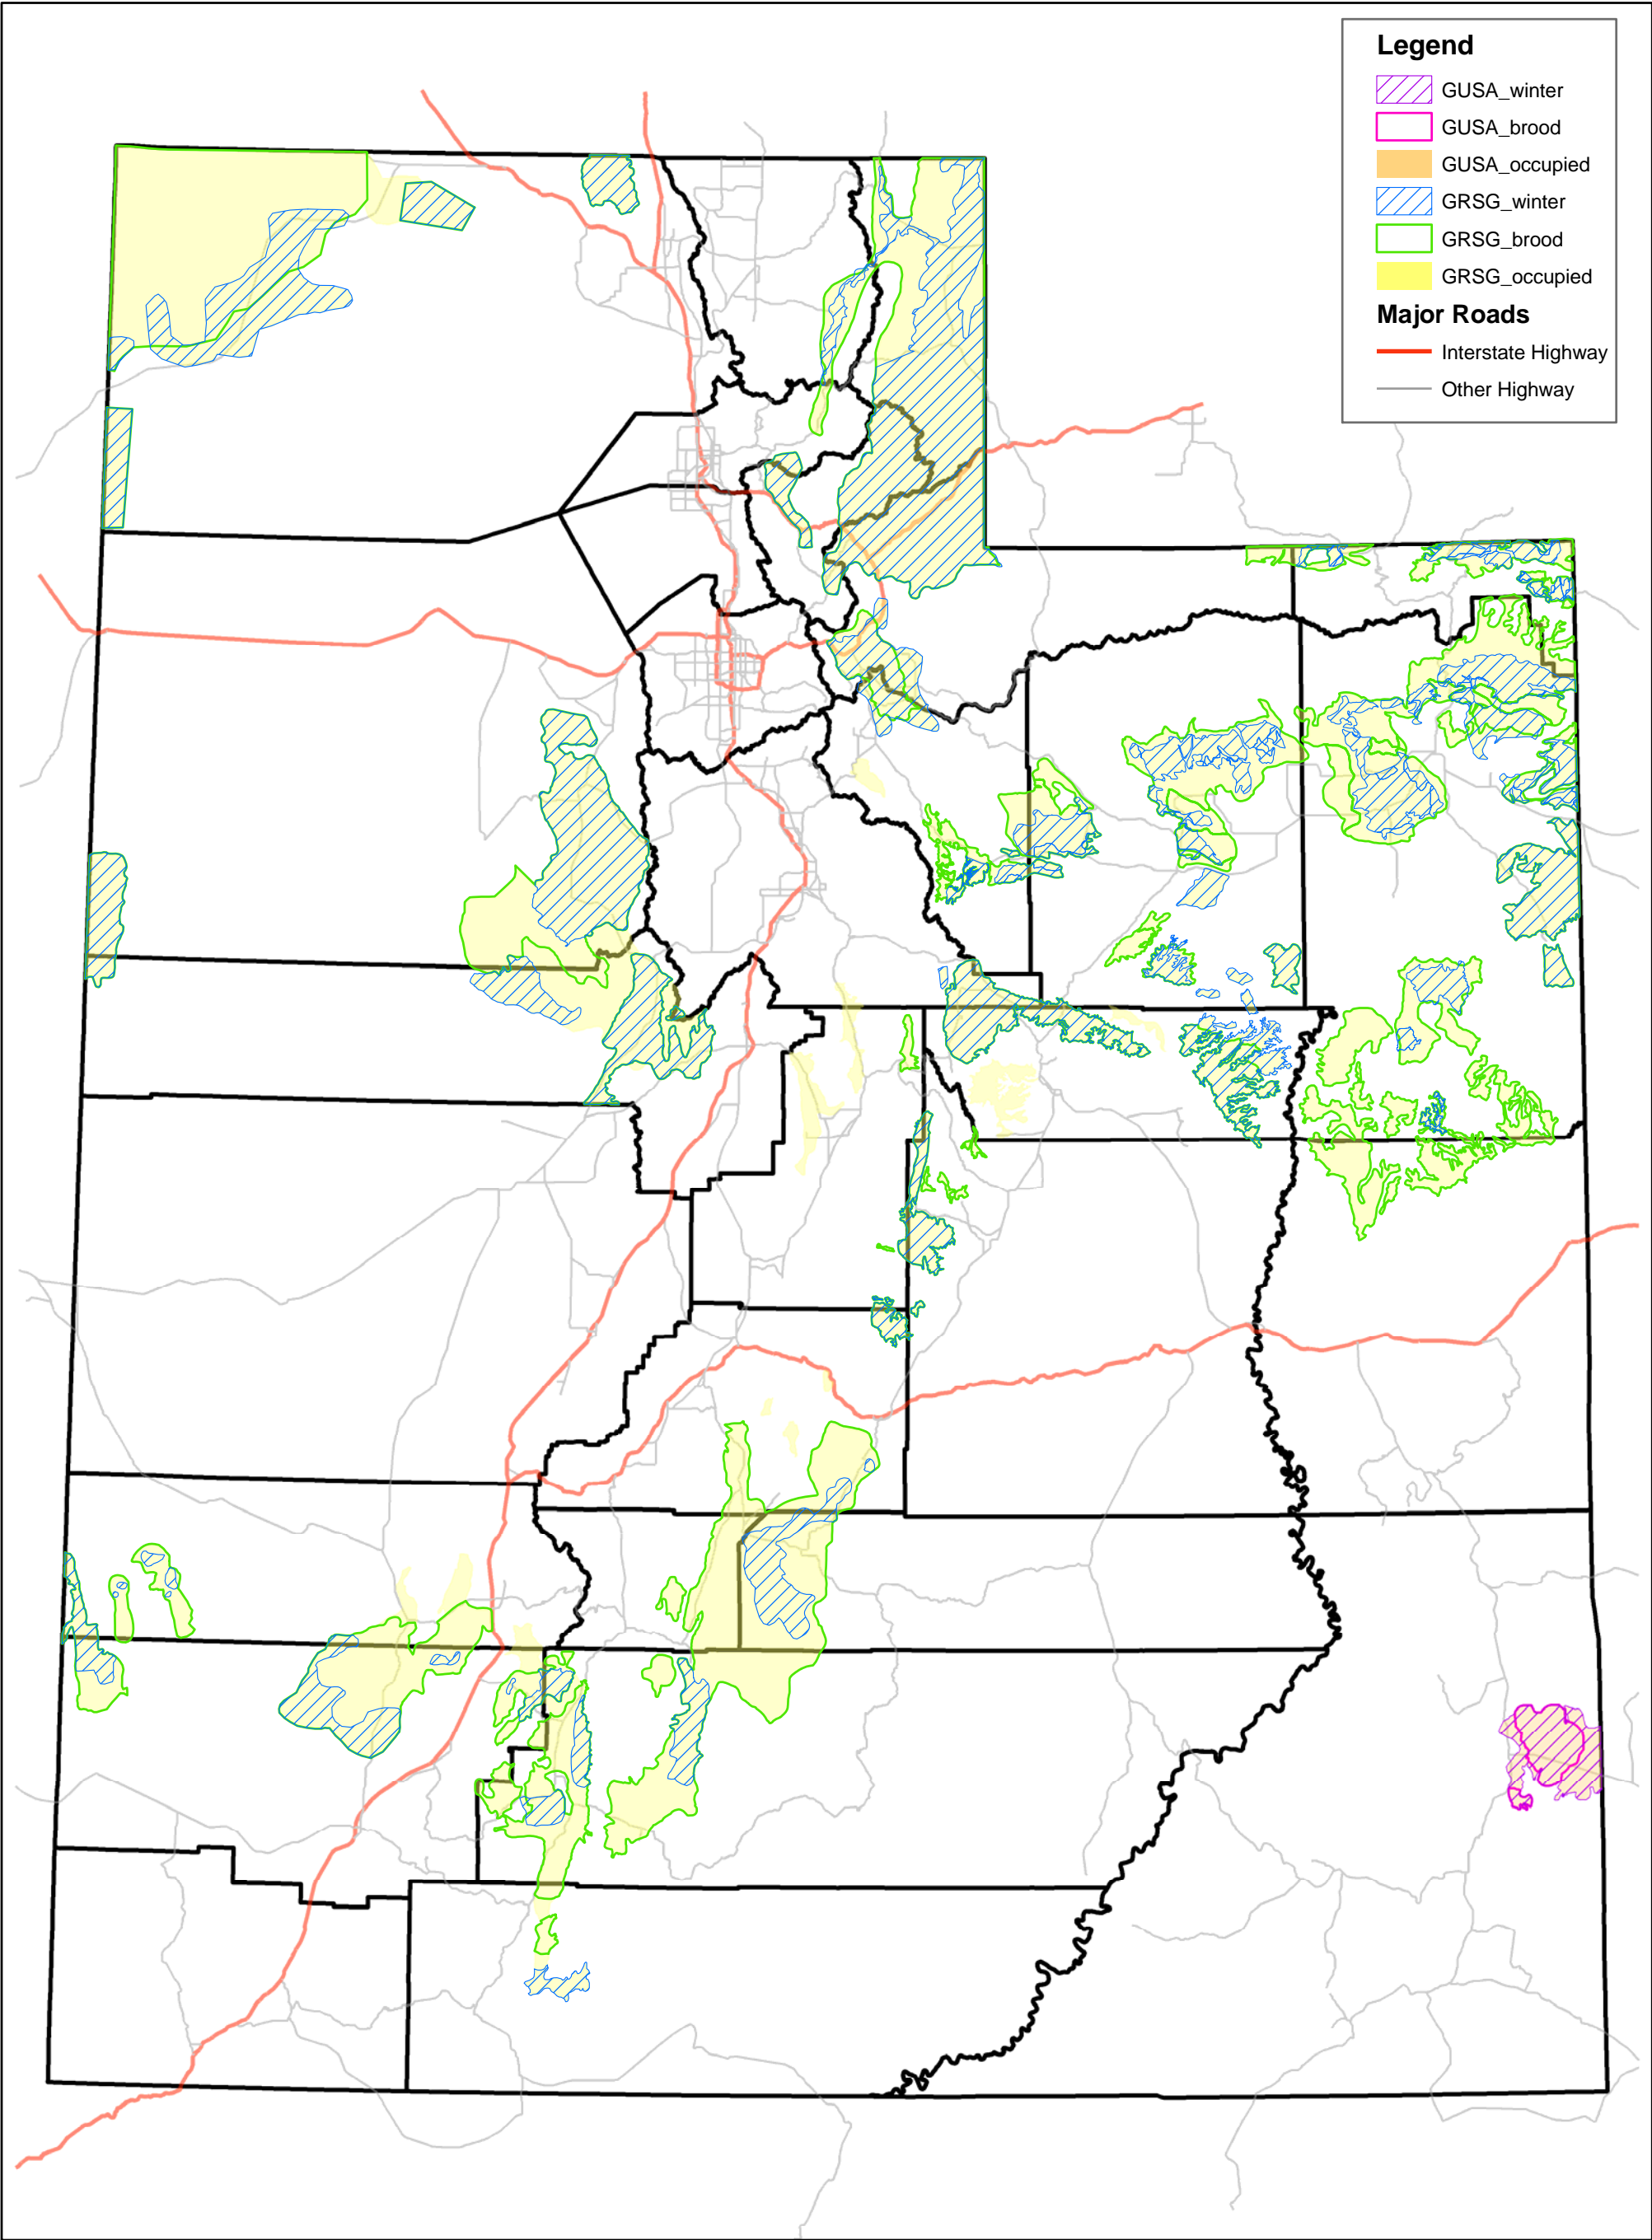 Legend
GUSA_winter
GUSA_brood
GUSA_occupied
GRSG_winter
GRSG_brood
GRSG_occupied
Major Roads
Interstate Highway
Other Highway